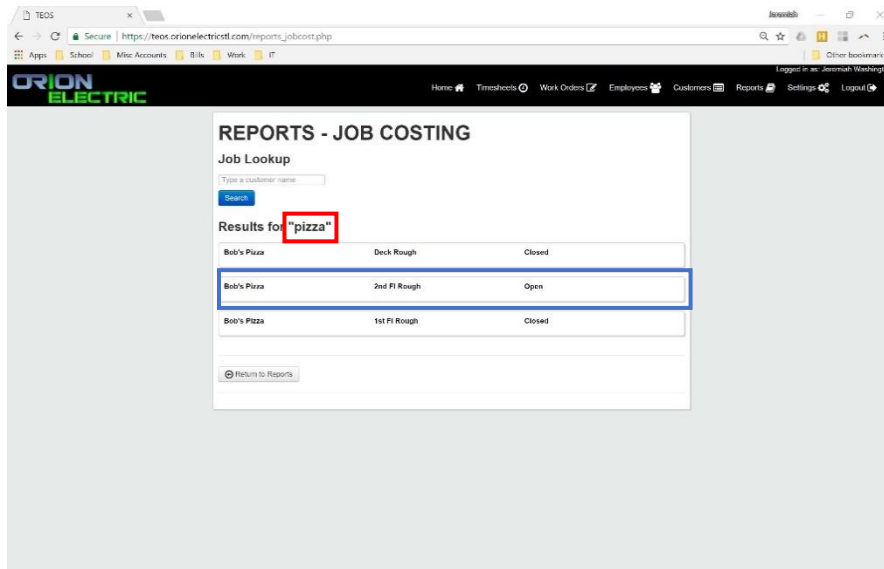 TEOS
Secure | https://teos.orionelectricstl.com/reports_jobcost.php
Apps School Misc Accounts Bills Work IT Other bookmark
Logged in as: Jeremiah Washingt
ORION
ELECTRIC
Home Timesheets Work Orders Employees Customers Reports Settings Logout
REPORTS - JOB COSTING
Job Lookup
Type a customer name
Search
Results for "pizza"
Bob's Pizza Deck Rough Closed
Bob's Pizza 2nd Fl Rough Open
Bob's Pizza 1st Fl Rough Closed
Return to Reports